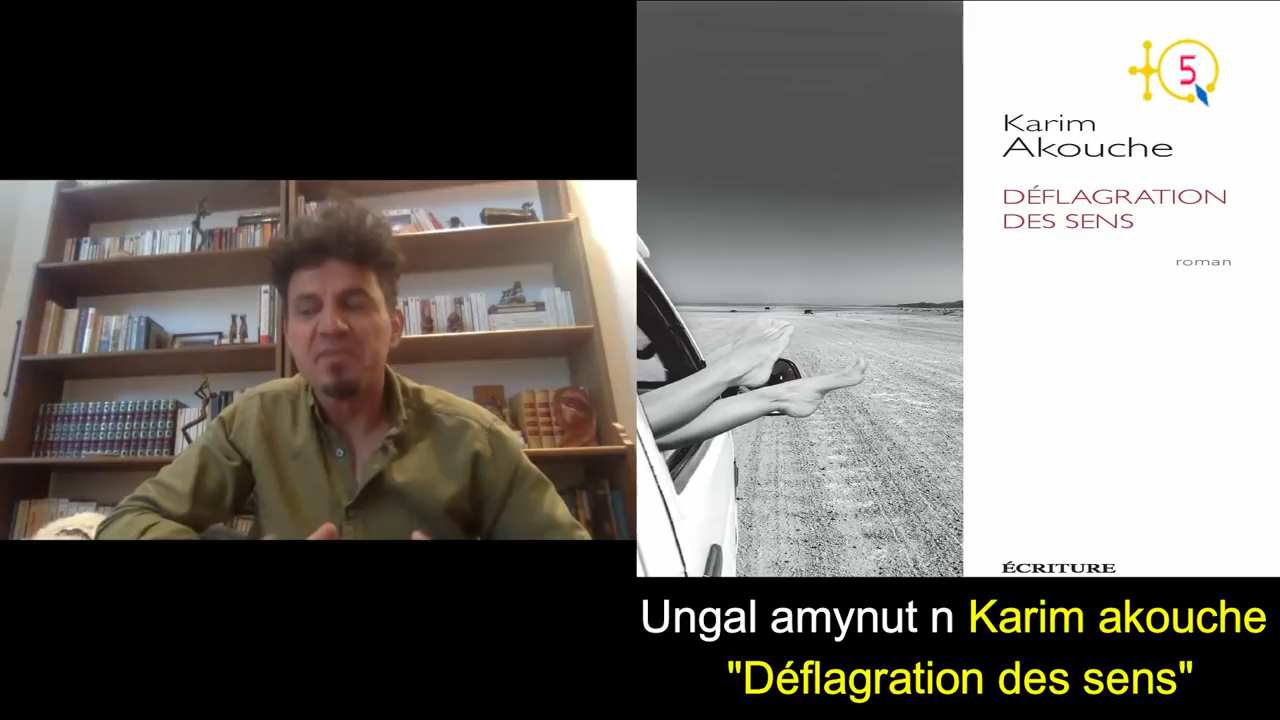 5
Karim
Akouche
DÉFLAGRATION
DES SENS
roman
ÉCRITURE
Ungal amynut n Karim akouche
"Déflagration des sens"